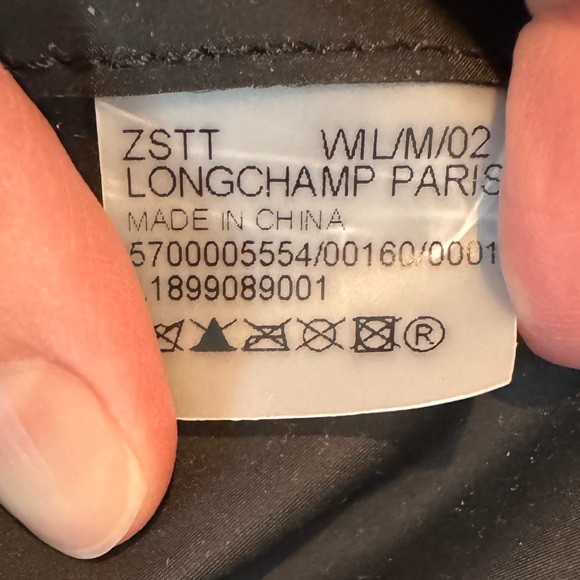 ZSTT WIL/M/02
LONGCHAMP PARIS
MADE IN CHINA
5700005554/00160/0001
1899089001
®